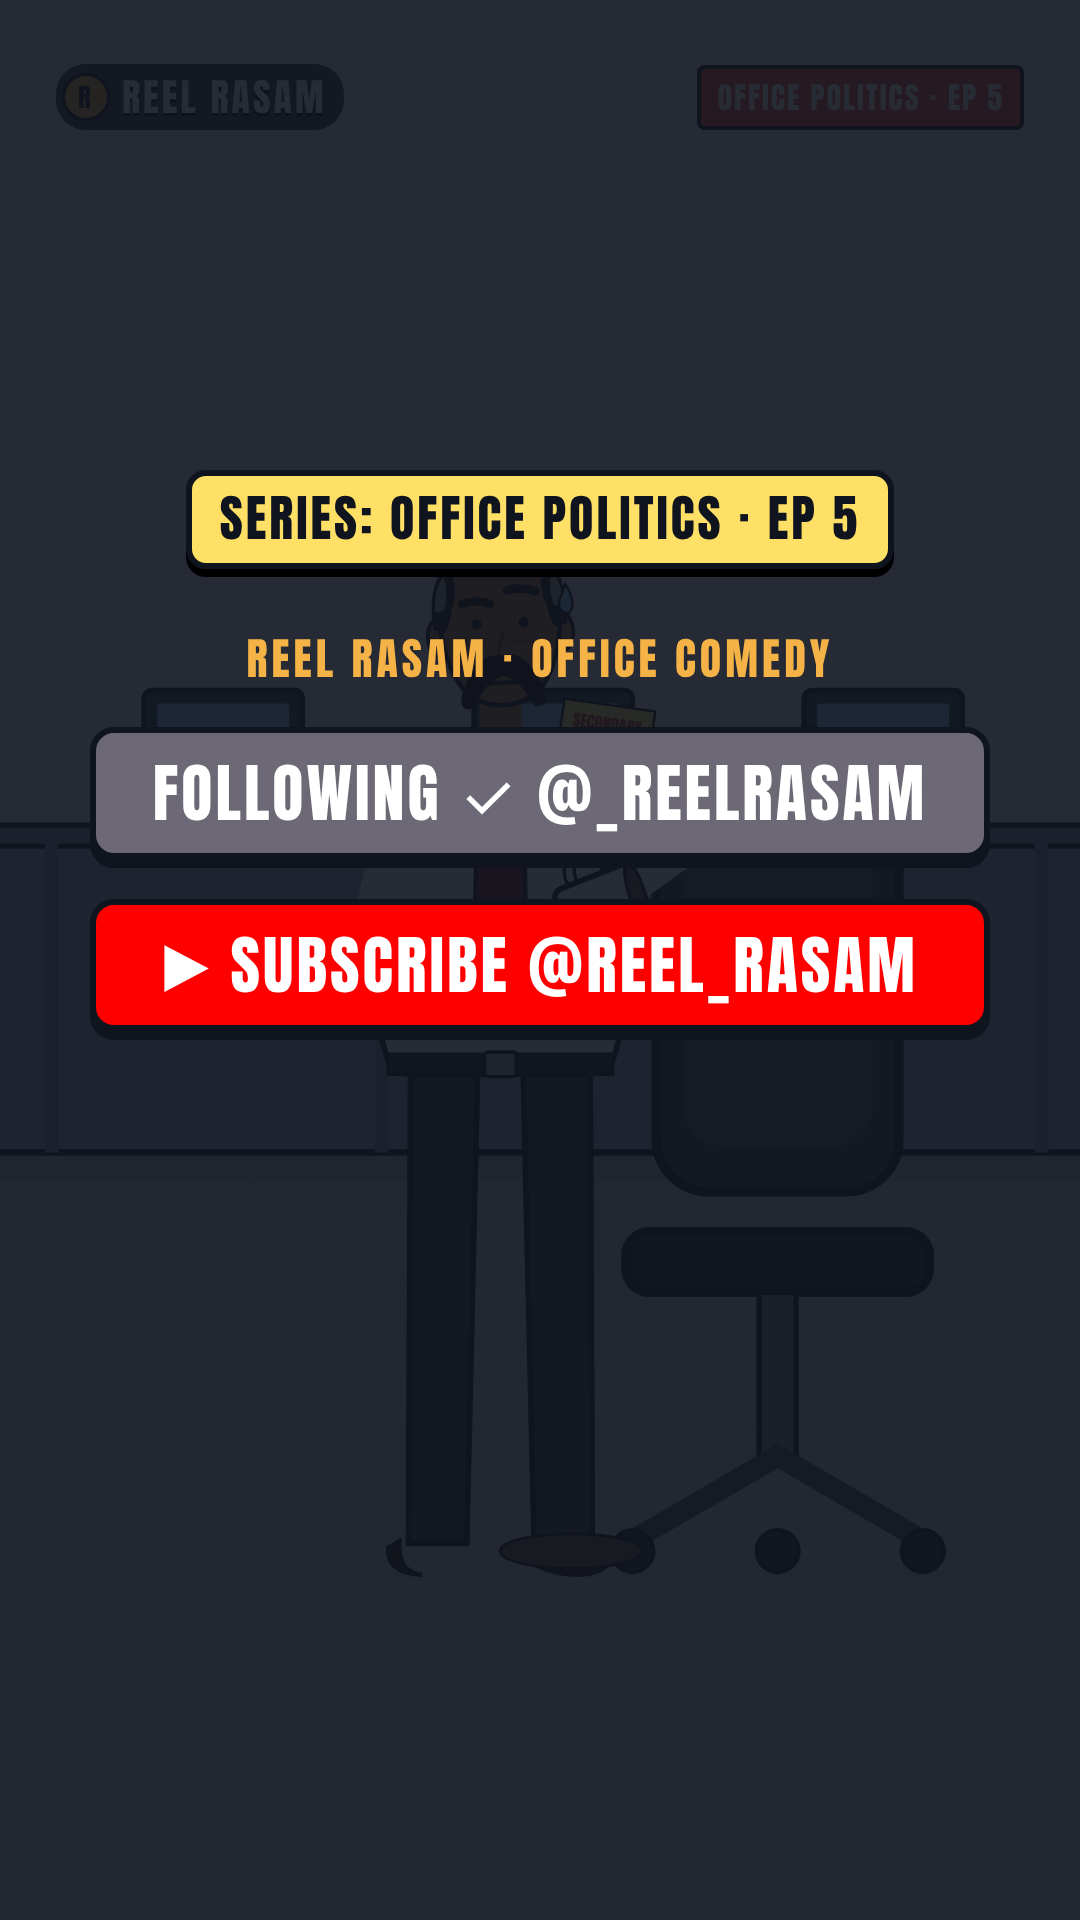 R REEL RASAM
OFFICE POLITICS · EP 5
SERIES: OFFICE POLITICS · EP 5
REEL RASAM · OFFICE COMEDY
SECONDARY
FOLLOWING ✓ @_REELRASAM
▶ SUBSCRIBE @REEL_RASAM